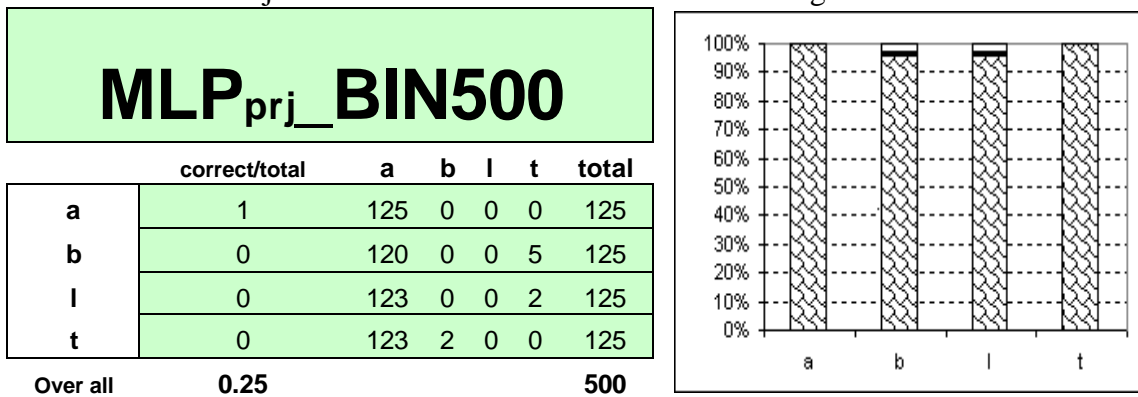 MLPprj_BIN500
correct/total a b l t total
a 1 125 0 0 0 125
b 0 120 0 0 5 125
l 0 123 0 0 2 125
t 0 123 2 0 0 125
Over all 0.25 500
100%
90%
80%
70%
60%
50%
40%
30%
20%
10%
0%
a b l t